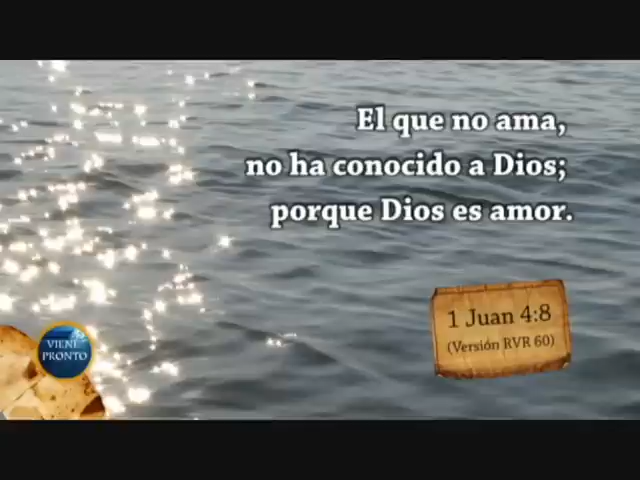 El que no ama,
no ha conocido a Dios;
porque Dios es amor.
1 Juan 4:8
(Versión RVR 60)
VIENE
PRONTO